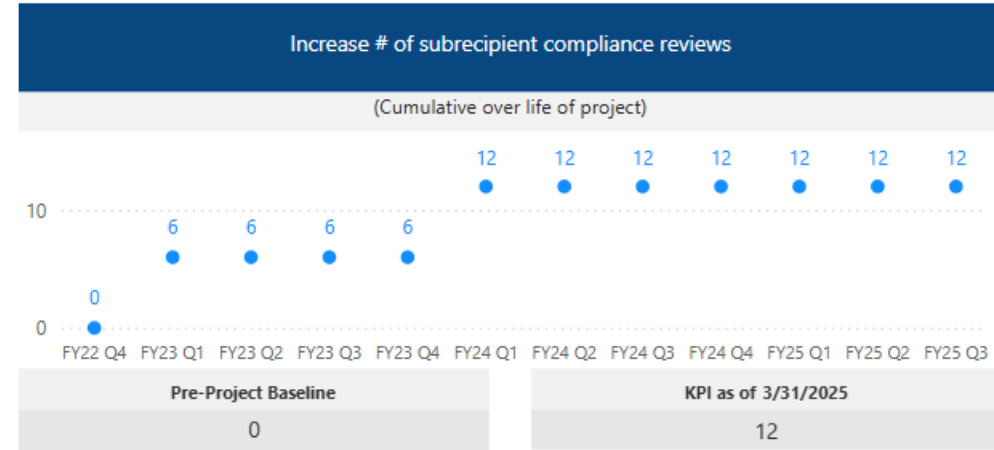 Increase # of subrecipient compliance reviews
(Cumulative over life of project)
12 12 12 12 12 12 12
10
6 6 6 6
0
0
FY22 Q4 FY23 Q1 FY23 Q2 FY23 Q3 FY23 Q4 FY24 Q1 FY24 Q2 FY24 Q3 FY24 Q4 FY25 Q1 FY25 Q2 FY25 Q3
Pre-Project Baseline KPI as of 3/31/2025
0 12